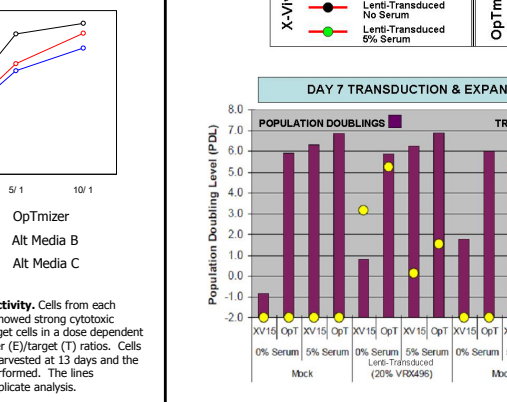 5/ 1 10/ 1
OpTmizer
Alt Media B
Alt Media C
tivity. Cells from each
howed strong cytotoxic
get cells in a dose dependent
r (E)/target (T) ratios. Cells
arvested at 13 days and the
rformed. The lines
plicate analysis.
X-Viv
Lenti-Transduced
No Serum
Lenti-Transduced
5% Serum
OpTm
DAY 7 TRANSDUCTION & EXPAN
POPULATION DOUBLINGS
TR
Population Doubling Level (PDL)
8.0
7.0
6.0
5.0
4.0
3.0
2.0
1.0
0.0
-1.0
-2.0
XV15 OpT XV15 OpT XV15 OpT XV15 OpT XV15 OpT X
0% Serum 5% Serum 0% Serum 5% Serum 0% Serum
Mock
Lenti-Transduced
(20% VRX496)
Moc